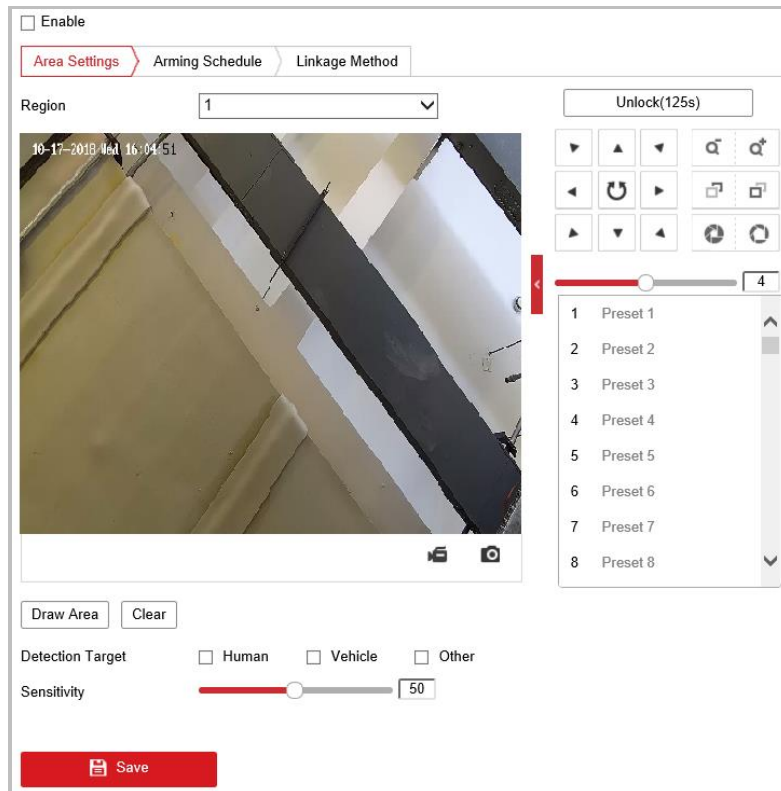 Enable
Area Settings Arming Schedule Linkage Method
Region 1
Unlock(125s)
10-17-2018 Wed 16:04:51
4
1 Preset 1
2 Preset 2
3 Preset 3
4 Preset 4
5 Preset 5
6 Preset 6
7 Preset 7
8 Preset 8
Draw Area Clear
Detection Target Human Vehicle Other
Sensitivity 50
Save